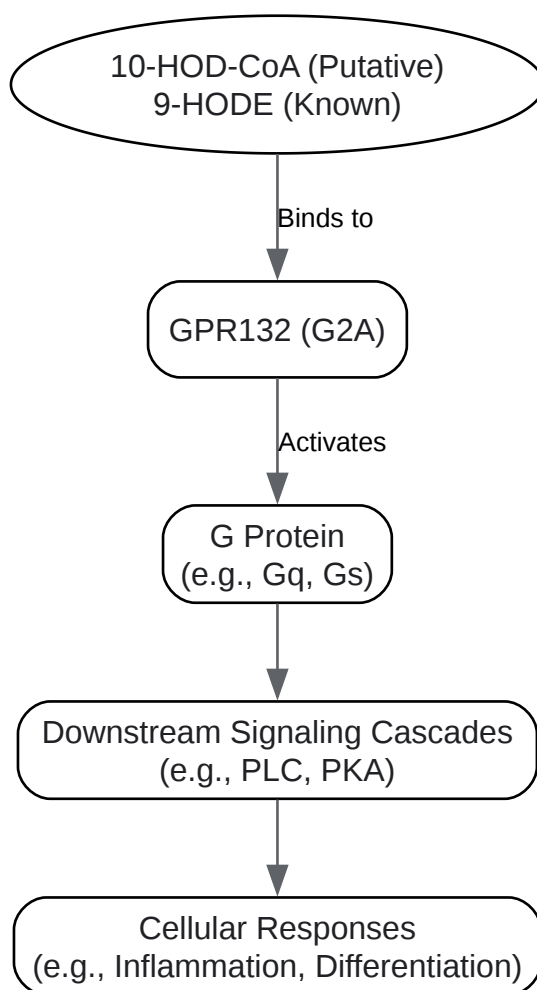 10-HOD-CoA (Putative)
9-HODE (Known)
Binds to
GPR132 (G2A)
Activates
G Protein
(e.g., Gq, Gs)
Downstream Signaling Cascades
(e.g., PLC, PKA)
Cellular Responses
(e.g., Inflammation, Differentiation)